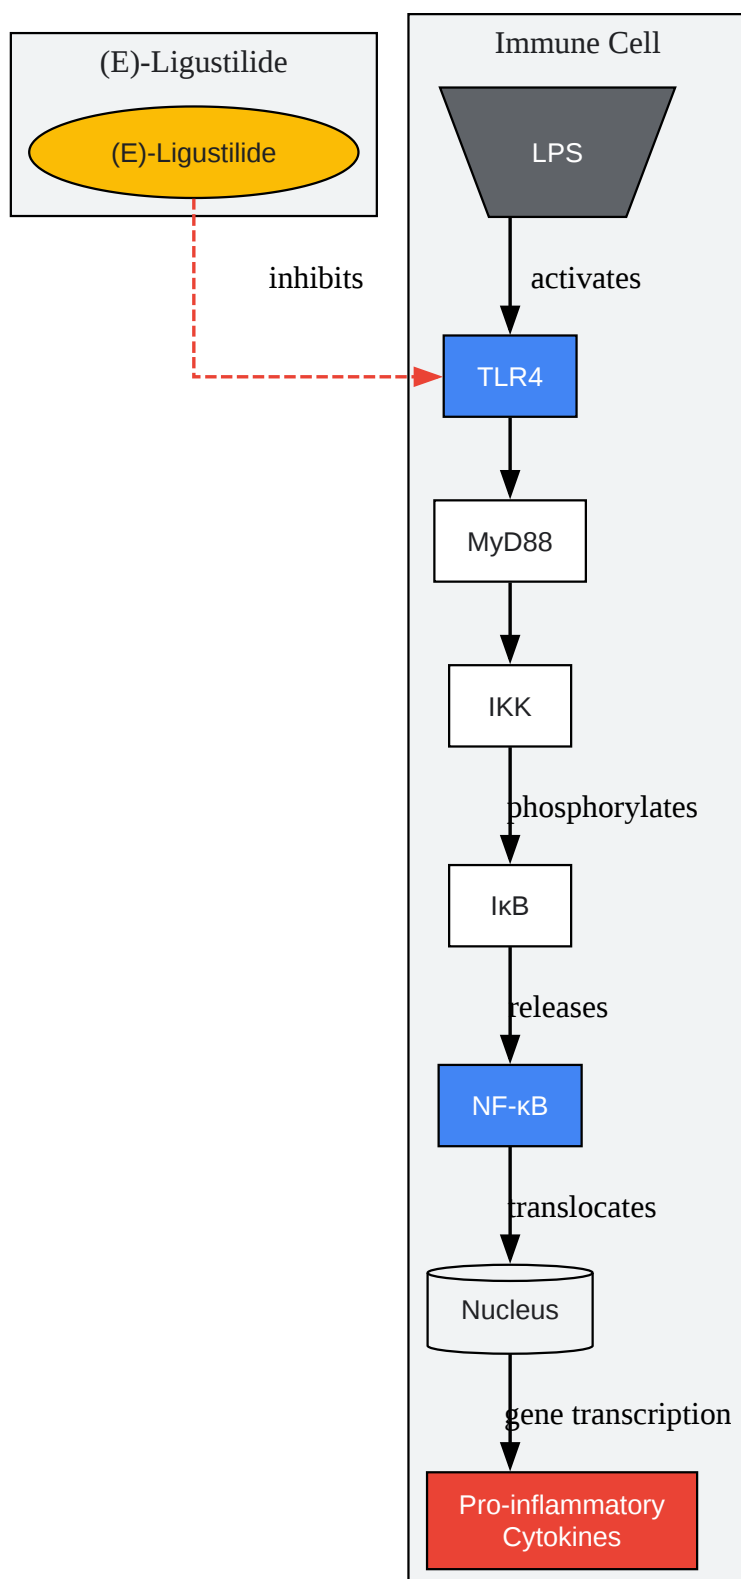 (E)-Ligustilide
(E)-Ligustilide
inhibits
Immune Cell
LPS
activates
TLR4
MyD88
IKK
phosphorylates
IκB
releases
NF-κB
translocates
Nucleus
gene transcription
Pro-inflammatory
Cytokines